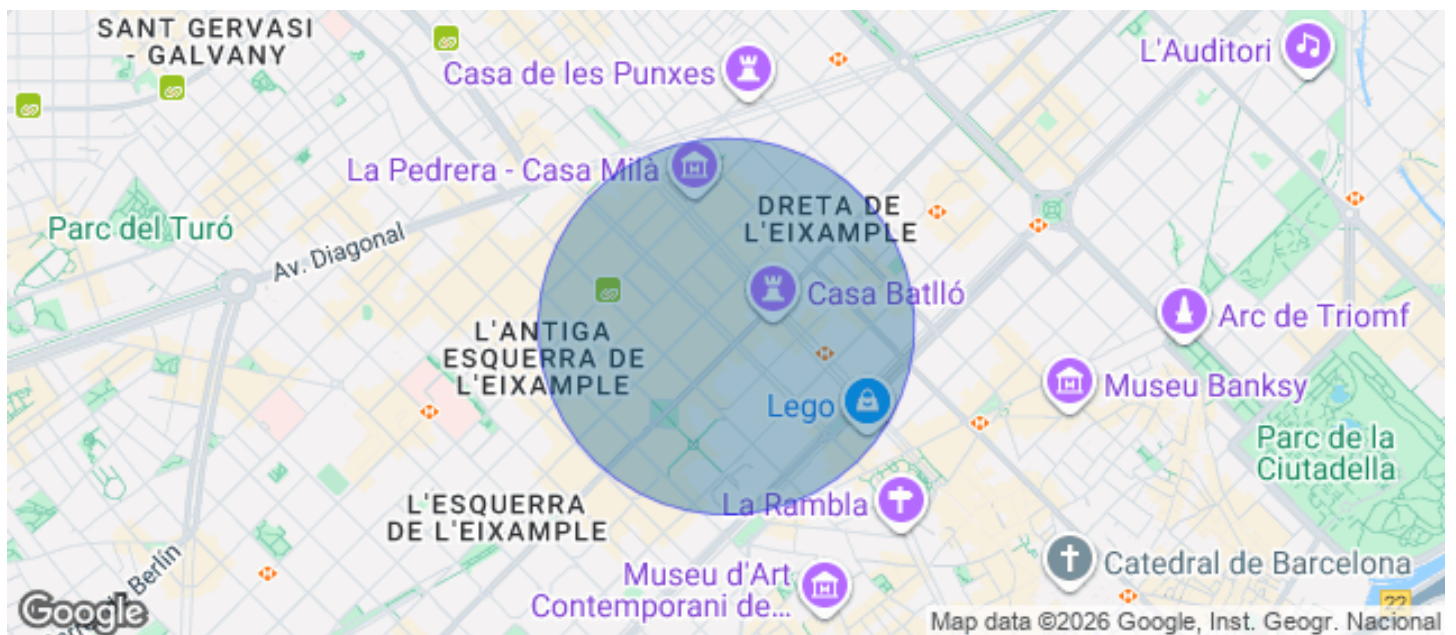 SANT GERVASI
- GALVANY
Casa de les Punxes
L'Auditori
La Pedrera - Casa Milà
DRETA DE
L'EIXAMPLE
Parc del Turó
Av. Diagonal
Casa Batlló
L'ANTIGA
ESQUERRA DE
L'EIXAMPLE
Arc de Triomf
Museu Banksy
Lego
Parc de la
Ciutadella
L'ESQUERRA
DE L'EIXAMPLE
La Rambla
Berlín
Catedral de Barcelona
Museu d'Art
Contemporani de...
22
Google
Map data ©2026 Google, Inst. Geogr. Nacional